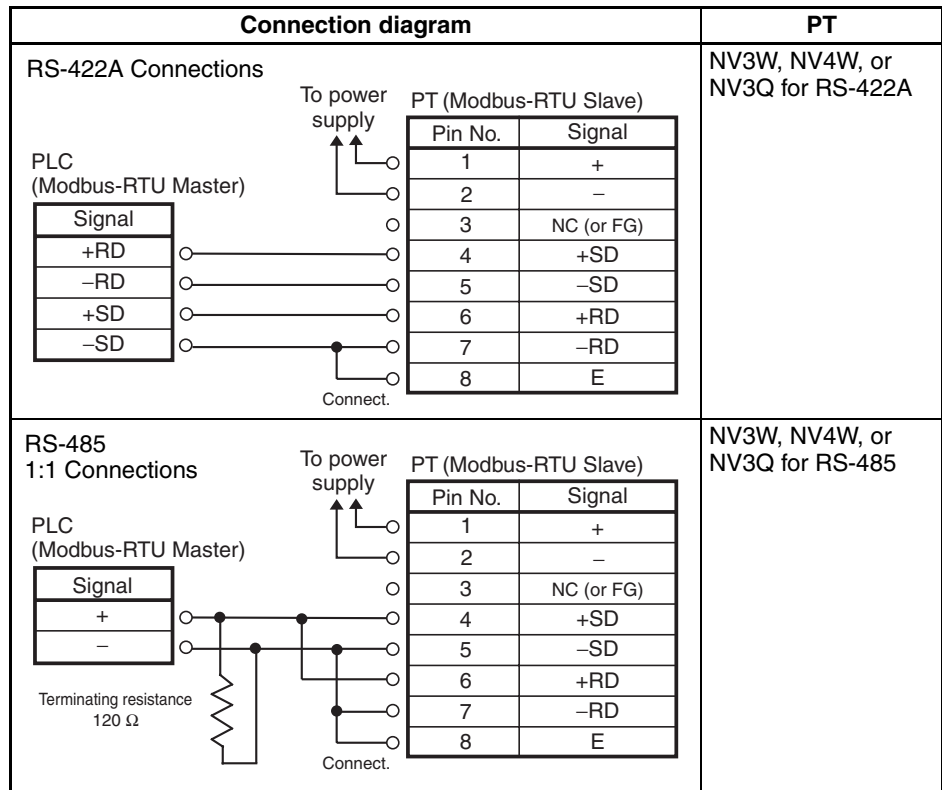 Connection diagram PT
RS-422A Connections
NV3W, NV4W, or
NV3Q for RS-422A
To power
supply
PT (Modbus-RTU Slave)
Pin No. Signal
PLC
(Modbus-RTU Master)
1 +
2 –
Signal
3 NC (or FG)
+RD 4 +SD
–RD 5 –SD
+SD 6 +RD
–SD 7 –RD
8 E
Connect.
RS-485
1:1 Connections
NV3W, NV4W, or
NV3Q for RS-485
To power
supply
PT (Modbus-RTU Slave)
Pin No. Signal
PLC
(Modbus-RTU Master)
1 +
2 –
Signal
3 NC (or FG)
+ 4 +SD
– 5 –SD
6 +RD
Terminating resistance
120 Ω
7 –RD
8 E
Connect.